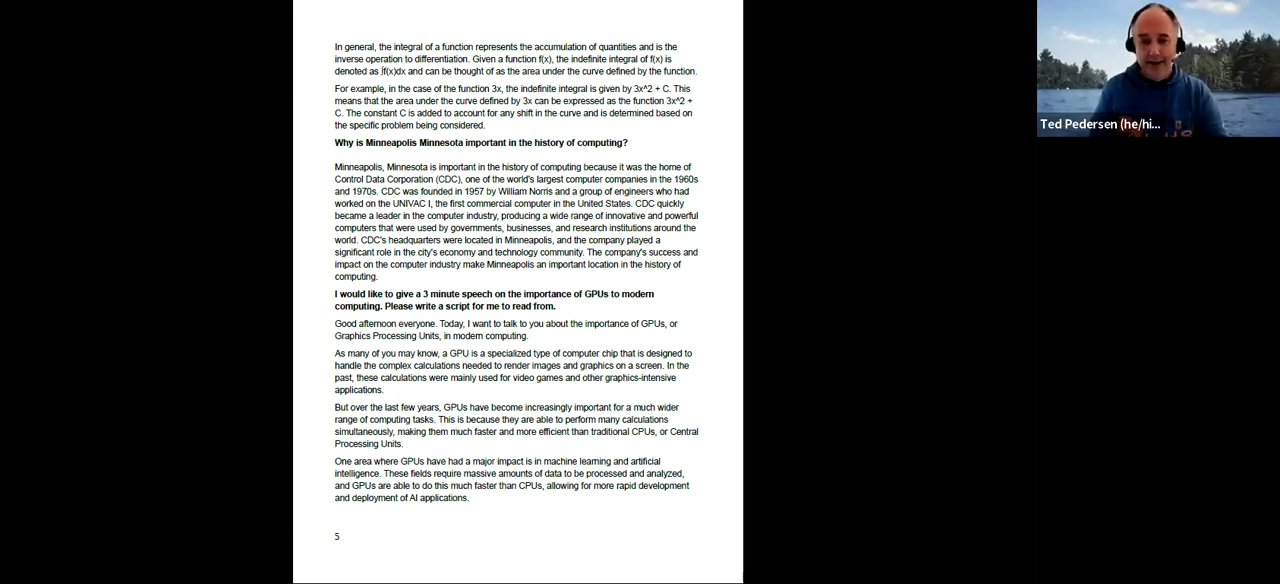 In general, the integral of a function represents the accumulation of quantities and is the
inverse operation to differentiation. Given a function f(x), the indefinite integral of f(x) is
denoted as ∫f(x)dx and can be thought of as the area under the curve defined by the function.
For example, in the case of the function 3x, the indefinite integral is given by 3x^2 + C. This
means that the area under the curve defined by 3x can be expressed as the function 3x^2 +
C. The constant C is added to account for any shift in the curve and is determined based on
the specific problem being considered.
Why is Minneapolis Minnesota important in the history of computing?
Minneapolis, Minnesota is important in the history of computing because it was the home of
Control Data Corporation (CDC), one of the world's largest computer companies in the 1960s
and 1970s. CDC was founded in 1957 by William Norris and a group of engineers who had
worked on the UNIVAC I, the first commercial computer in the United States. CDC quickly
became a leader in the computer industry, producing a wide range of innovative and powerful
computers that were used by governments, businesses, and research institutions around the
world. CDC's headquarters were located in Minneapolis, and the company played a
significant role in the city's economy and technology community. The company's success and
impact on the computer industry make Minneapolis an important location in the history of
computing.
I would like to give a 3 minute speech on the importance of GPUs to modern
computing. Please write a script for me to read from.
Good afternoon everyone. Today, I want to talk to you about the importance of GPUs, or
Graphics Processing Units, in modern computing.
As many of you may know, a GPU is a specialized type of computer chip that is designed to
handle the complex calculations needed to render images and graphics on a screen. In the
past, these calculations were mainly used for video games and other graphics-intensive
applications.
But over the last few years, GPUs have become increasingly important for a much wider
range of computing tasks. This is because they are able to perform many calculations
simultaneously, making them much faster and more efficient than traditional CPUs, or Central
Processing Units.
One area where GPUs have had a major impact is in machine learning and artificial
intelligence. These fields require massive amounts of data to be processed and analyzed,
and GPUs are able to do this much faster than CPUs, allowing for more rapid development
and deployment of AI applications.
5
Ted Pedersen (he/hi...